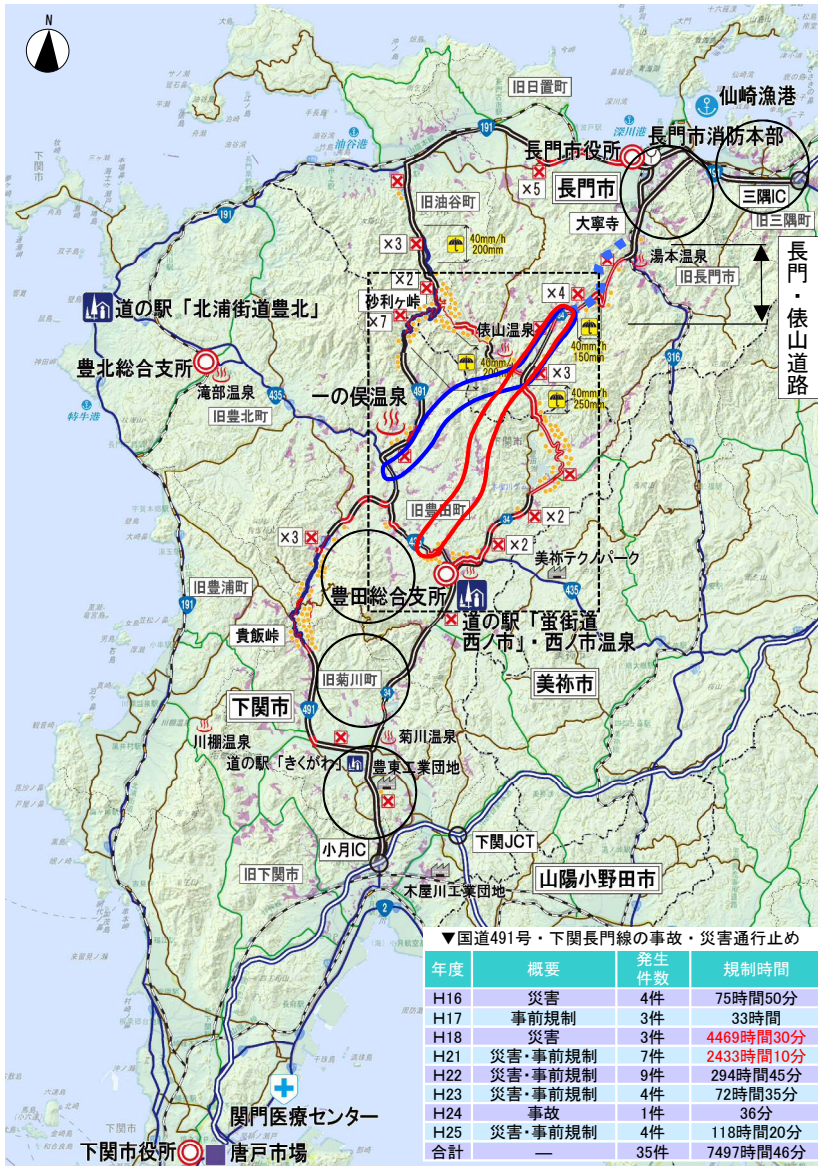 N
仙崎漁港
旧日置町
深川港
油谷港
191
長門市役所
長門市消防本部
×5
長門市
191
三隅IC
旧三隅町
旧油谷町
大寧寺
191
×3
40mm/h
200mm
湯本温泉
旧長門市
長門・俵山道路
×2
砂利ヶ峠
×4
道の駅「北浦街道豊北」
×7
俵山温泉
40mm/h
150mm
316
豊北総合支所
滝部温泉
40mm/h
×3
435
491
一の俣温泉
40mm/h
250mm
特牛港
旧豊北町
下関市
旧豊田町
×2
34
×3
×2
美祢テクノパーク
435
旧豊浦町
191
豊田総合支所
道の駅「蛍街道
西ノ市」・西ノ市温泉
貴飯峠
旧菊川町
34
美祢市
下関市
491
川棚温泉
菊川温泉
道の駅「きくがわ」
豊東工業団地
小月IC
下関JCT
旧下関市
木屋川工業団地
山陽小野田市
2
▼国道491号・下関長門線の事故・災害通行止め
年度 概要 発生件数 規制時間
H16 災害 4件 75時間50分
H17 事前規制 3件 33時間
H18 災害 3件 4469時間30分
H21 災害・事前規制 7件 2433時間10分
H22 災害・事前規制 9件 294時間45分
H23 災害・事前規制 4件 72時間35分
H24 事故 1件 36分
H25 災害・事前規制 4件 118時間20分
合計 ― 35件 7497時間46分
関門医療センター
下関市役所
唐戸市場